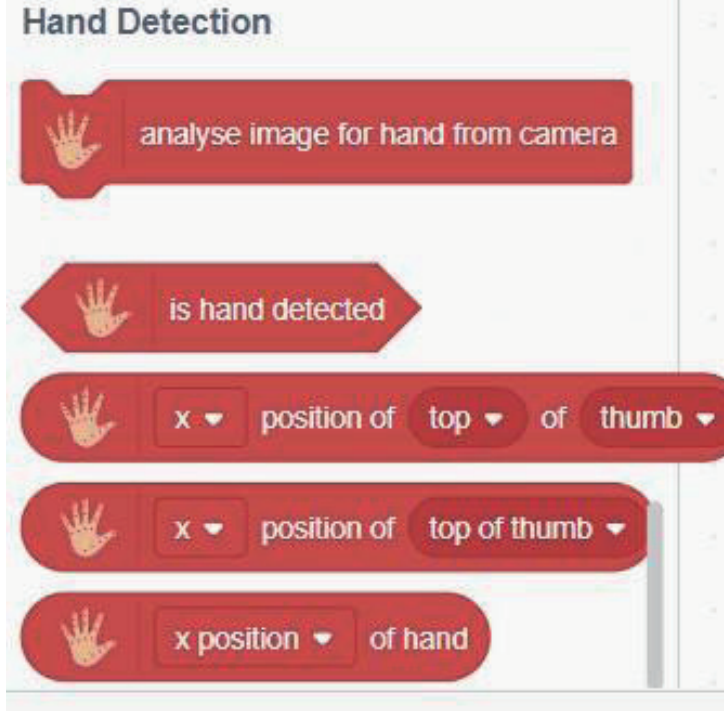 Hand Detection
analyse image for hand from camera
is hand detected
x position of top of thumb
x position of top of thumb
x position of hand